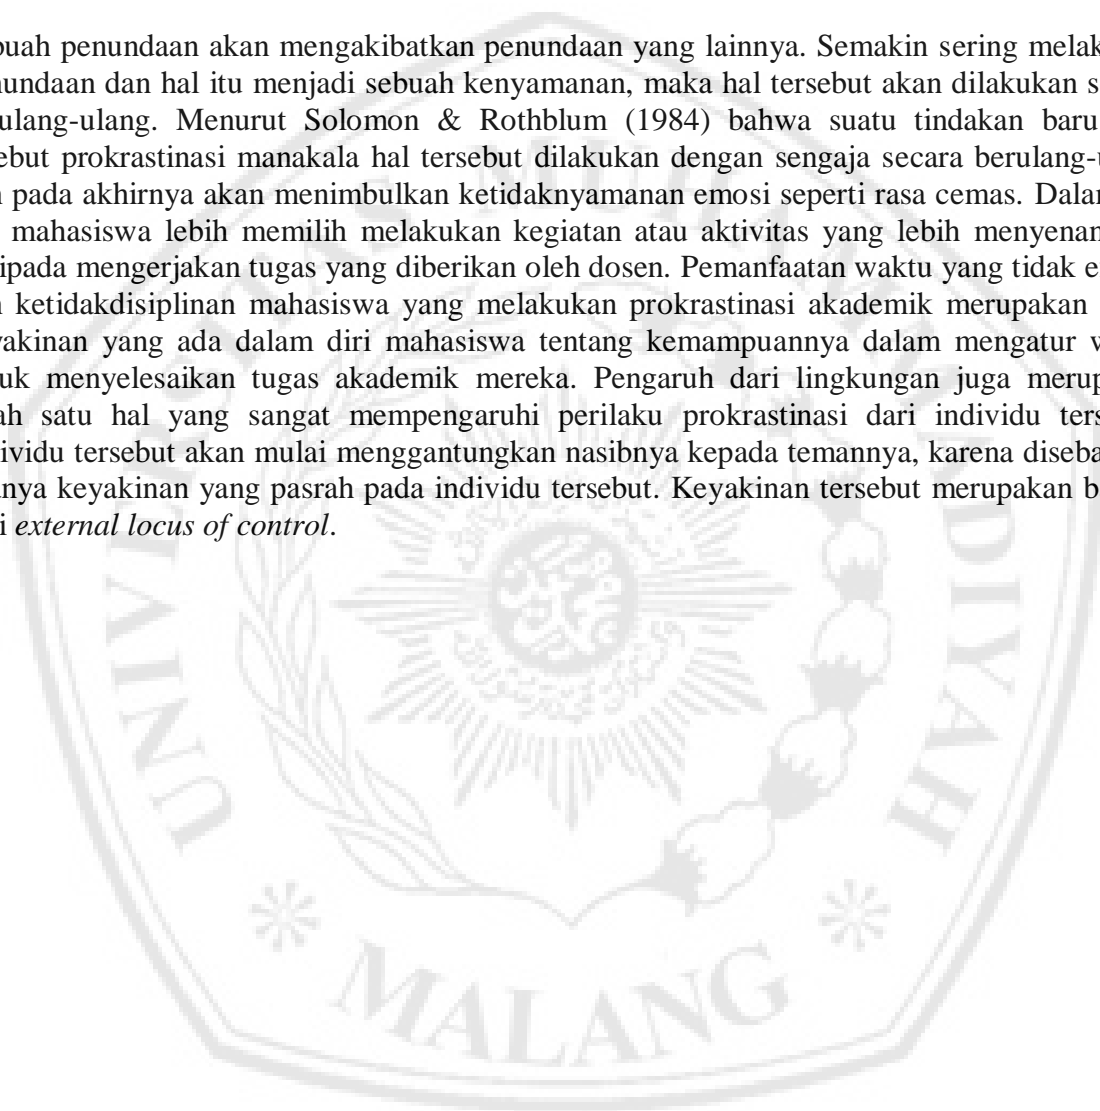 buah penundaan akan mengakibatkan penundaan yang lainnya. Semakin sering melak
nundaan dan hal itu menjadi sebuah kenyamanan, maka hal tersebut akan dilakukan s
ulang-ulang. Menurut Solomon & Rothblum (1984) bahwa suatu tindakan baru
ebut prokrastinasi manakala hal tersebut dilakukan dengan sengaja secara berulang-u
n pada akhirnya akan menimbulkan ketidaknyamanan emosi seperti rasa cemas. Dalam
mahasiswa lebih memilih melakukan kegiatan atau aktivitas yang lebih menyenan
ripada mengerjakan tugas yang diberikan oleh dosen. Pemanfaatan waktu yang tidak e
n ketidakdisiplinan mahasiswa yang melakukan prokrastinasi akademik merupakan
yakinan yang ada dalam diri mahasiswa tentang kemampuannya dalam mengatur w
uk menyelesaikan tugas akademik mereka. Pengaruh dari lingkungan juga merup
ah satu hal yang sangat mempengaruhi perilaku prokrastinasi dari individu ters
ividu tersebut akan mulai menggantungkan nasibnya kepada temannya, karena diseba
nya keyakinan yang pasrah pada individu tersebut. Keyakinan tersebut merupakan b
i external locus of control.
UNIVERSITAS MUHAMMADIYAH
MALANG